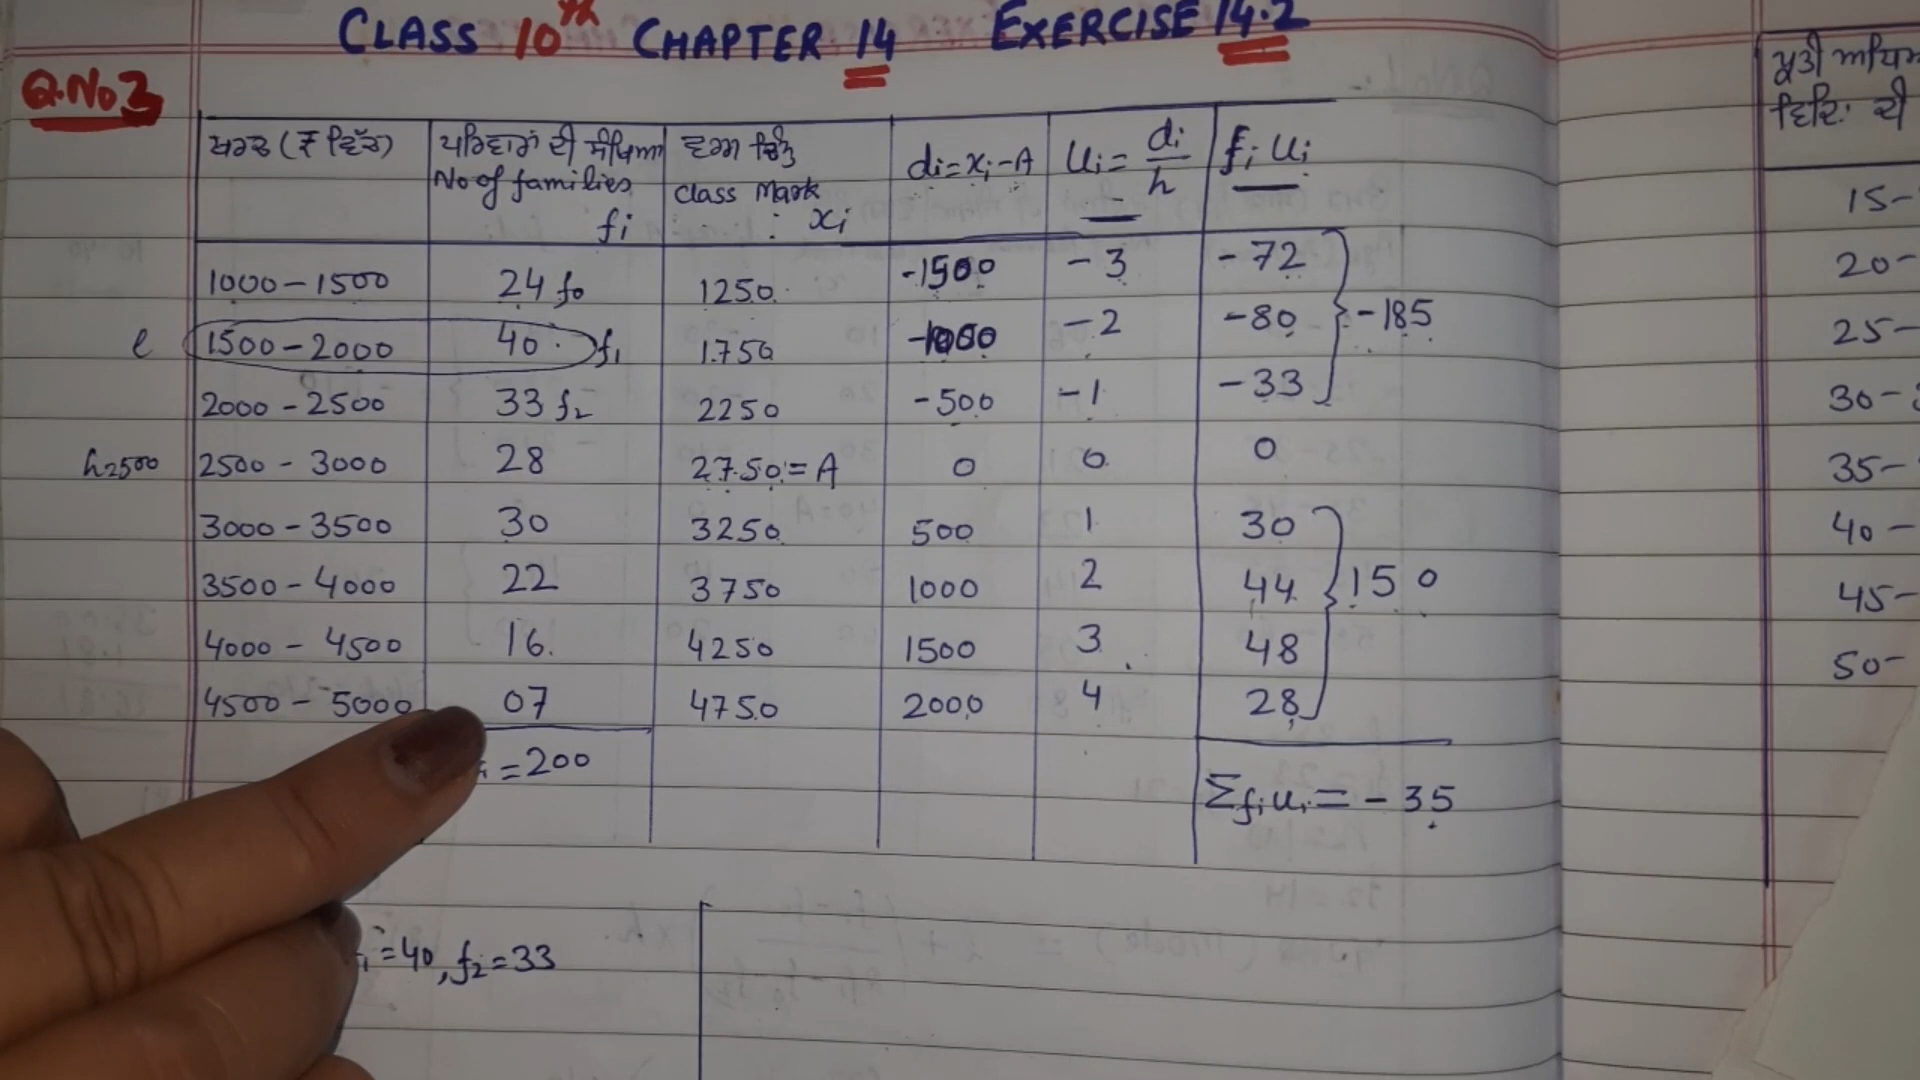 CLASS 10th CHAPTER 14 EXERCISE 14.2
Q.No 3
ਖਰਚ (₹ ਵਿੱਚ) ਪਰਿਵਾਰਾਂ ਦੀ ਸੰਖਿਆ ਵਰਗ ਚਿੰਨ੍ਹ di=xi-A ui=di/h fi ui
No of families Class Mark
fi xi
1000-1500 24 f0 1250 -1500 -3 -72
l 1500-2000 40 f1 1750 -1000 -2 -80 -185
2000-2500 33 f2 2250 -500 -1 -33
h=500 2500-3000 28 2750=A 0 0 0
3000-3500 30 3250 500 1 30
3500-4000 22 3750 1000 2 44 150
4000-4500 16 4250 1500 3 48
4500-5000 07 4750 2000 4 28
=200
Σfiui=-35
=40, f2=33
ਦੀ
15-
20-
25-
30-
35-
40-
45-
50-